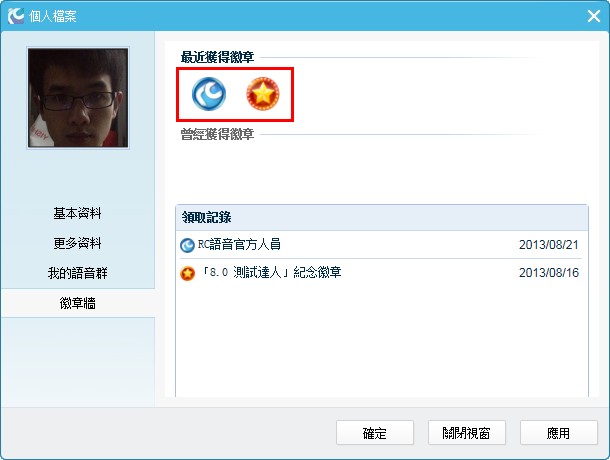 個人檔案
最近獲得徽章
曾經獲得徽章
基本資料
更多資料
我的語音群
徽章牆
領取記錄
RC語音官方人員 2013/08/21
「8.0 測試達人」紀念徽章 2013/08/16
確定 關閉視窗 應用